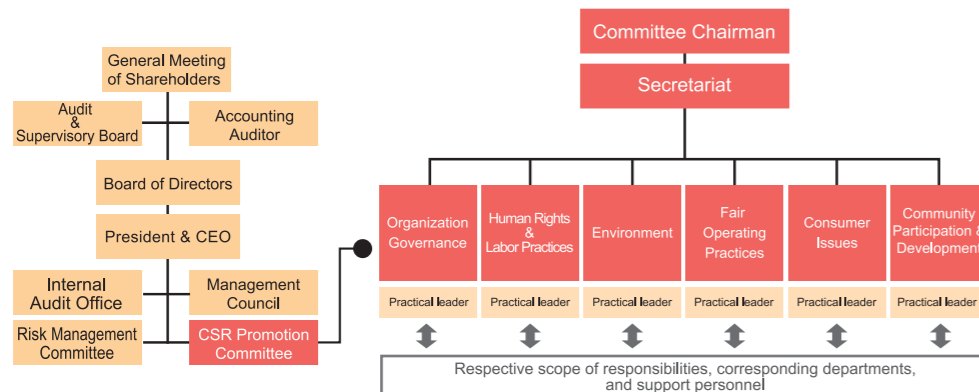 General Meeting
of Shareholders
Audit
&
Supervisory Board
Accounting
Auditor
Board of Directors
President & CEO
Internal
Audit Office
Management
Council
Risk Management
Committee
CSR Promotion
Committee
Committee Chairman
Secretariat
Organization
Governance
Human Rights
&
Labor Practices
Environment
Fair
Operating
Practices
Consumer
Issues
Community
Participation &
Development
Practical leader
Practical leader
Practical leader
Practical leader
Practical leader
Practical leader
Respective scope of responsibilities, corresponding departments,
and support personnel